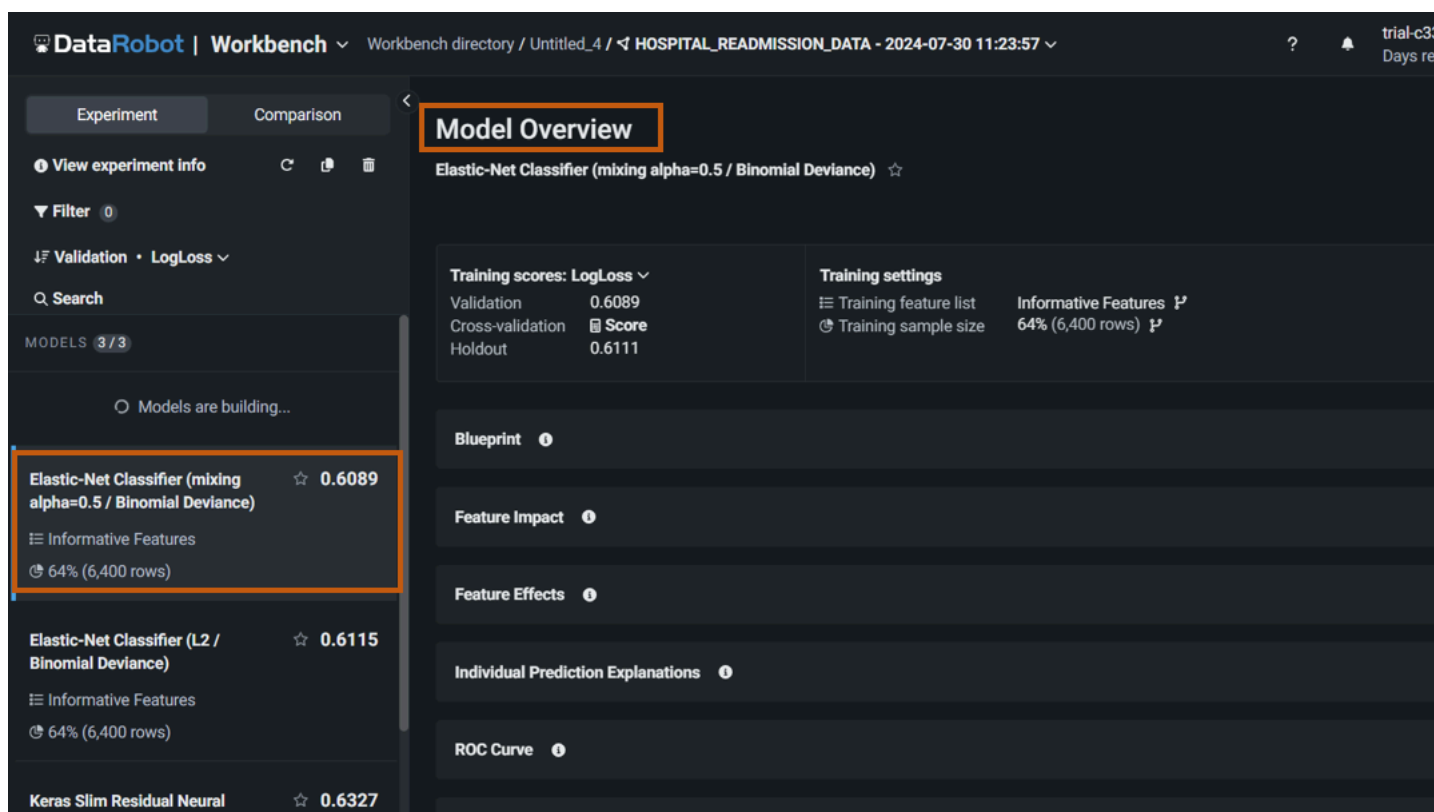 DataRobot | Workbench
Workbench directory / Untitled_4 / HOSPITAL_READMISSION_DATA - 2024-07-30 11:23:57
?
trial-c33
Days re
Experiment
Comparison
View experiment info
Filter 0
Validation • LogLoss
Search
MODELS 3/3
Models are building...
Elastic-Net Classifier (mixing 0.6089
alpha=0.5 / Binomial Deviance)
Informative Features
64% (6,400 rows)
Elastic-Net Classifier (L2 / 0.6115
Binomial Deviance)
Informative Features
64% (6,400 rows)
Keras Slim Residual Neural 0.6327
Model Overview
Elastic-Net Classifier (mixing alpha=0.5 / Binomial Deviance)
Training scores: LogLoss
Validation 0.6089
Cross-validation Score
Holdout 0.6111
Training settings
Training feature list Informative Features
Training sample size 64% (6,400 rows)
Blueprint
Feature Impact
Feature Effects
Individual Prediction Explanations
ROC Curve